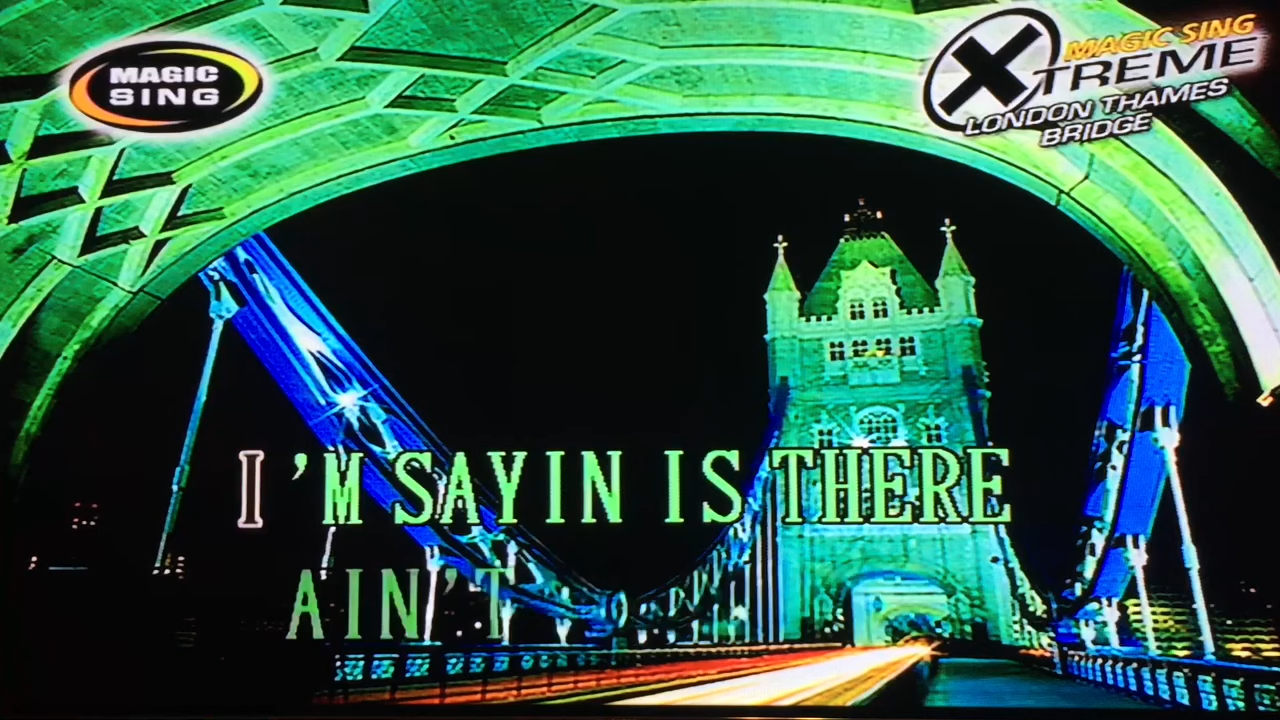 MAGIC
SING
MAGIC SING
XTREME
LONDON THAMES
BRIDGE
I'M SAYIN IS THERE
AIN'T